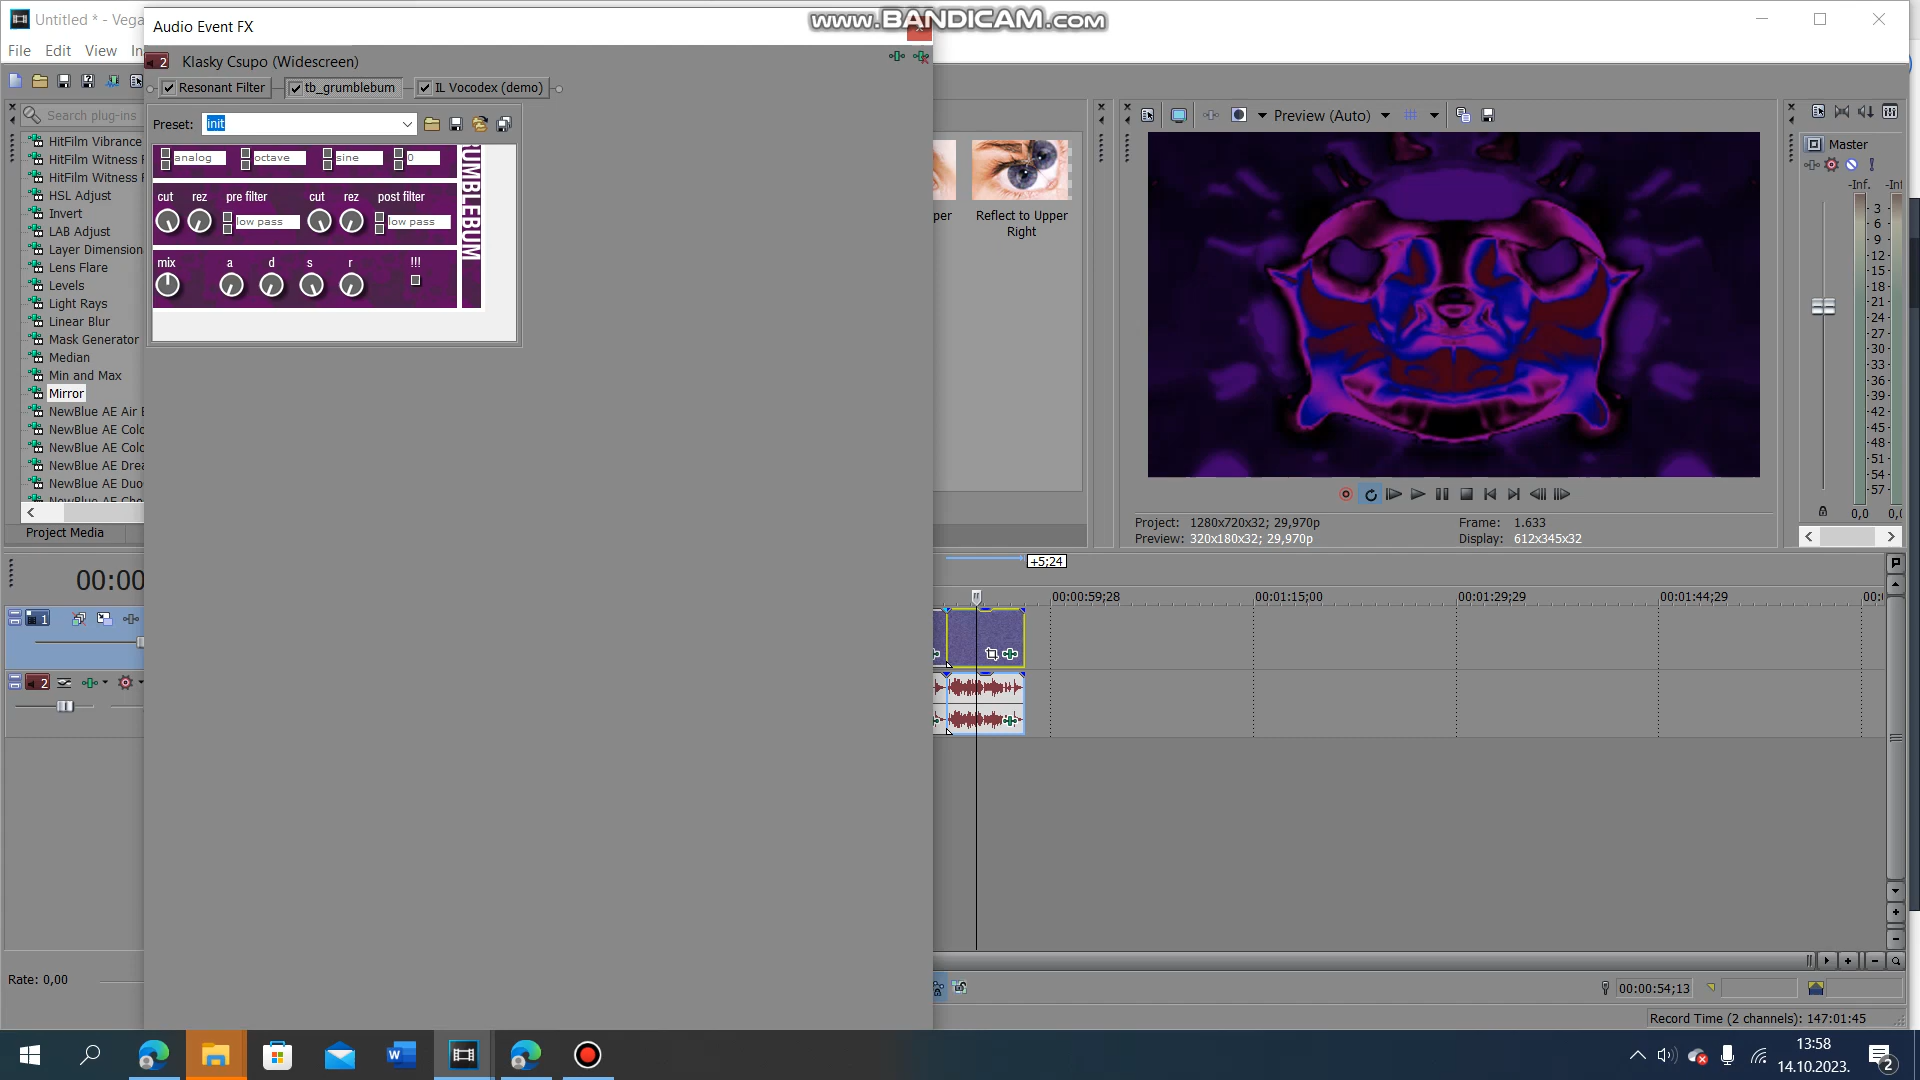 Untitled * - Vega
Audio Event FX
www.BANDICAM.com
File Edit View In
2 Klasky Csupo (Widescreen)
Resonant Filter tb_grumblebum IL Vocodex (demo)
Search plug-ins
Preset: init
Preview (Auto)
Master
analog octave sine 0
cut rez pre filter cut rez post filter
low pass low pass
mix a d s r !!!
UMBLEBUM
HitFilm Vibrance
HitFilm Witness F
HitFilm Witness F
HSL Adjust
Invert
LAB Adjust
Layer Dimension
Lens Flare
Levels
Light Rays
Linear Blur
Mask Generator
Median
Min and Max
Mirror
NewBlue AE Air B
NewBlue AE Colo
NewBlue AE Colo
NewBlue AE Drea
NewBlue AE Duo
Project Media
per
Reflect to Upper
Right
-Inf. -Inf
3
6
9
-12-
-15-
-18-
-21-
-24-
-27-
-30-
-33-
-36-
-39-
-42-
-45-
-48-
-51-
-54-
-57-
0,0 0,0
Project: 1280x720x32; 29,970p
Preview: 320x180x32; 29,970p
Frame: 1.633
Display: 612x345x32
00:00
+5;24
00:00:59;28 00:01:15;00 00:01:29;29 00:01:44;29 00:0
1
2
Rate: 0,00
00:00:54;13
Record Time (2 channels): 147:01:45
13:58
14.10.2023.
2